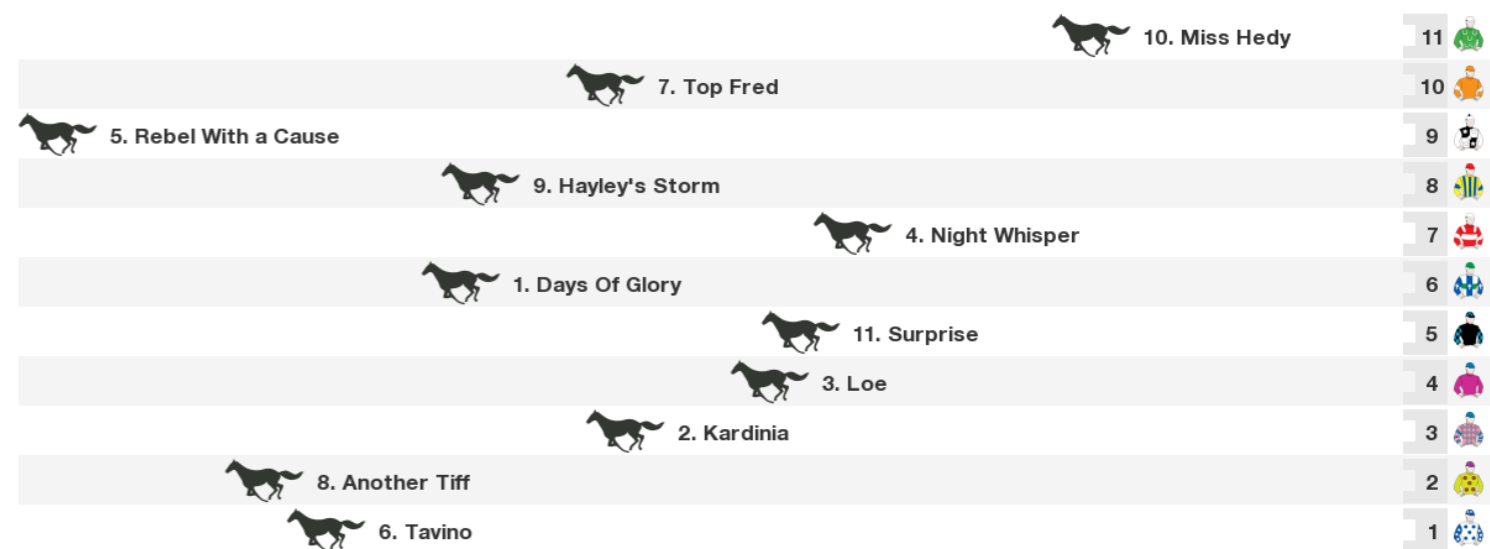 10. Miss Hedy 11
7. Top Fred 10
5. Rebel With a Cause 9
9. Hayley's Storm 8
4. Night Whisper 7
1. Days Of Glory 6
11. Surprise 5
3. Loe 4
2. Kardinia 3
8. Another Tiff 2
6. Tavino 1